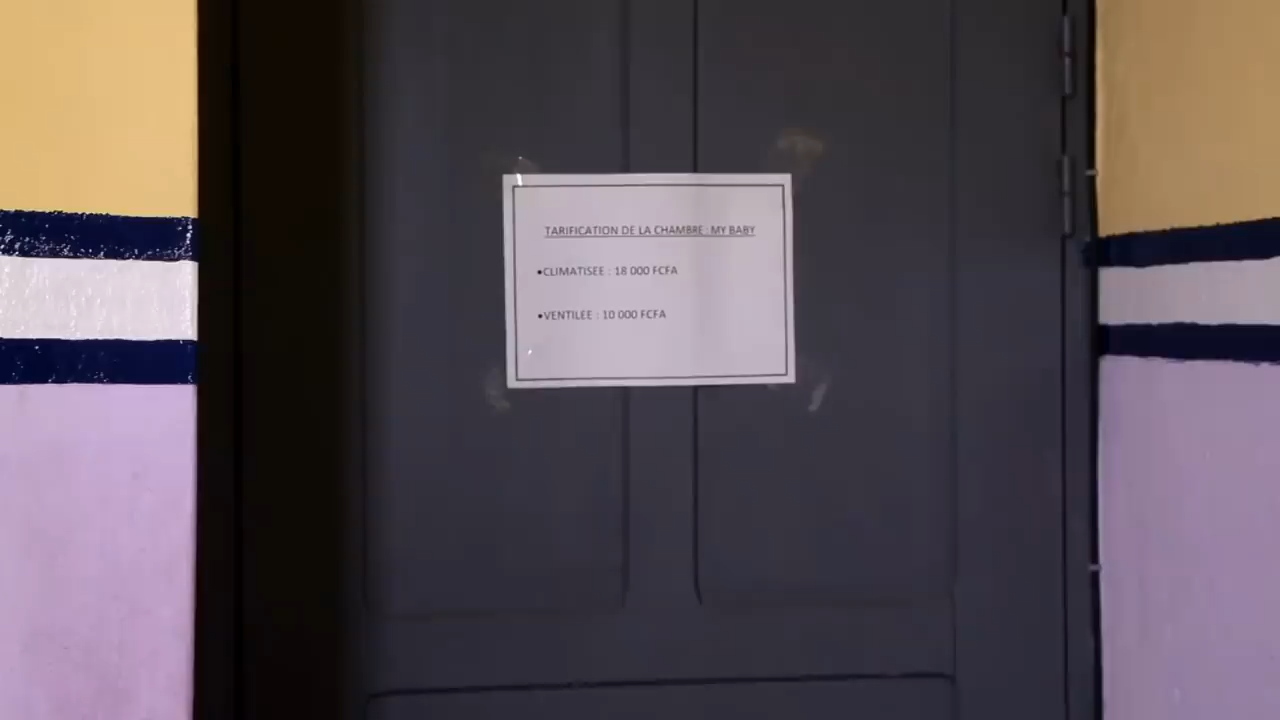 TARIFICATION DE LA CHAMBRE : MY BABY
•CLIMATISEE : 18 000 FCFA
•VENTILEE : 10 000 FCFA